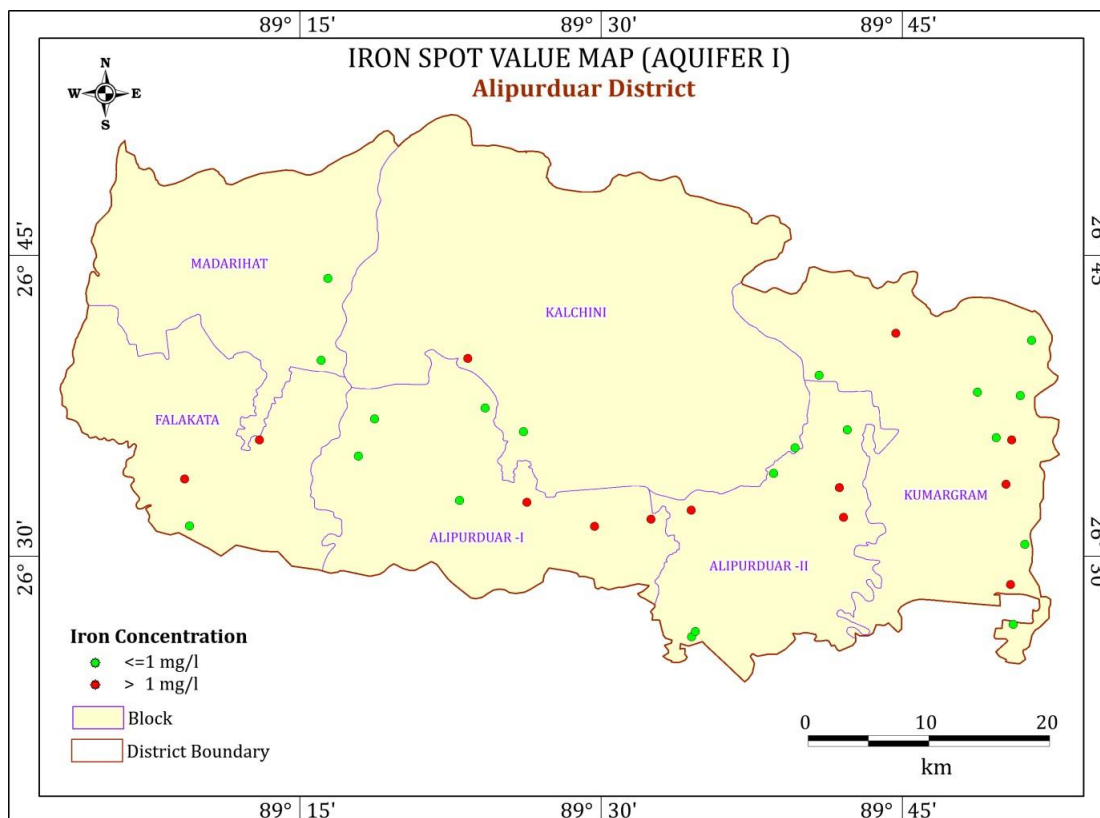 89° 15' 89° 30' 89° 45'
IRON SPOT VALUE MAP (AQUIFER I)
Alipurduar District
N
W E
S
26° 45'
MADARIHAT
KALCHINI
FALAKATA
KUMARGRAM
ALIPURDUAR -I
ALIPURDUAR -II
26° 30'
Iron Concentration
<=1 mg/l
> 1 mg/l
Block
District Boundary
0 10 20
km
89° 15' 89° 30' 89° 45'